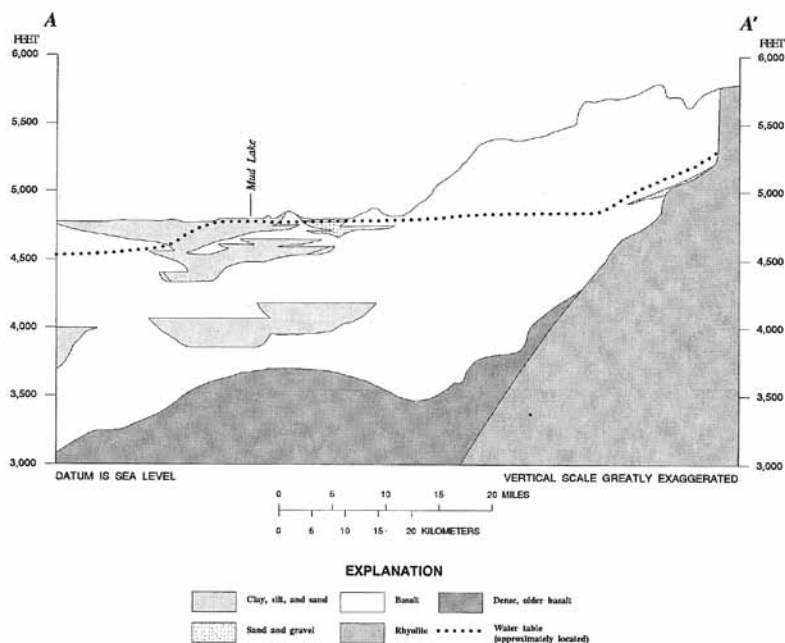 A
A'
FEET
FEET
6,000
6,000
5,500
5,500
Mud Lake
5,000
5,000
4,500
4,500
4,000
4,000
3,500
3,500
3,000
3,000
DATUM IS SEA LEVEL
VERTICAL SCALE GREATLY EXAGGERATED
0 5 10 15 20 MILES
0 5 10 15 20 KILOMETERS
EXPLANATION
Clay, silt, and sand
Basalt
Dense, older basalt
Sand and gravel
Rhyolite
Water table
(approximately located)